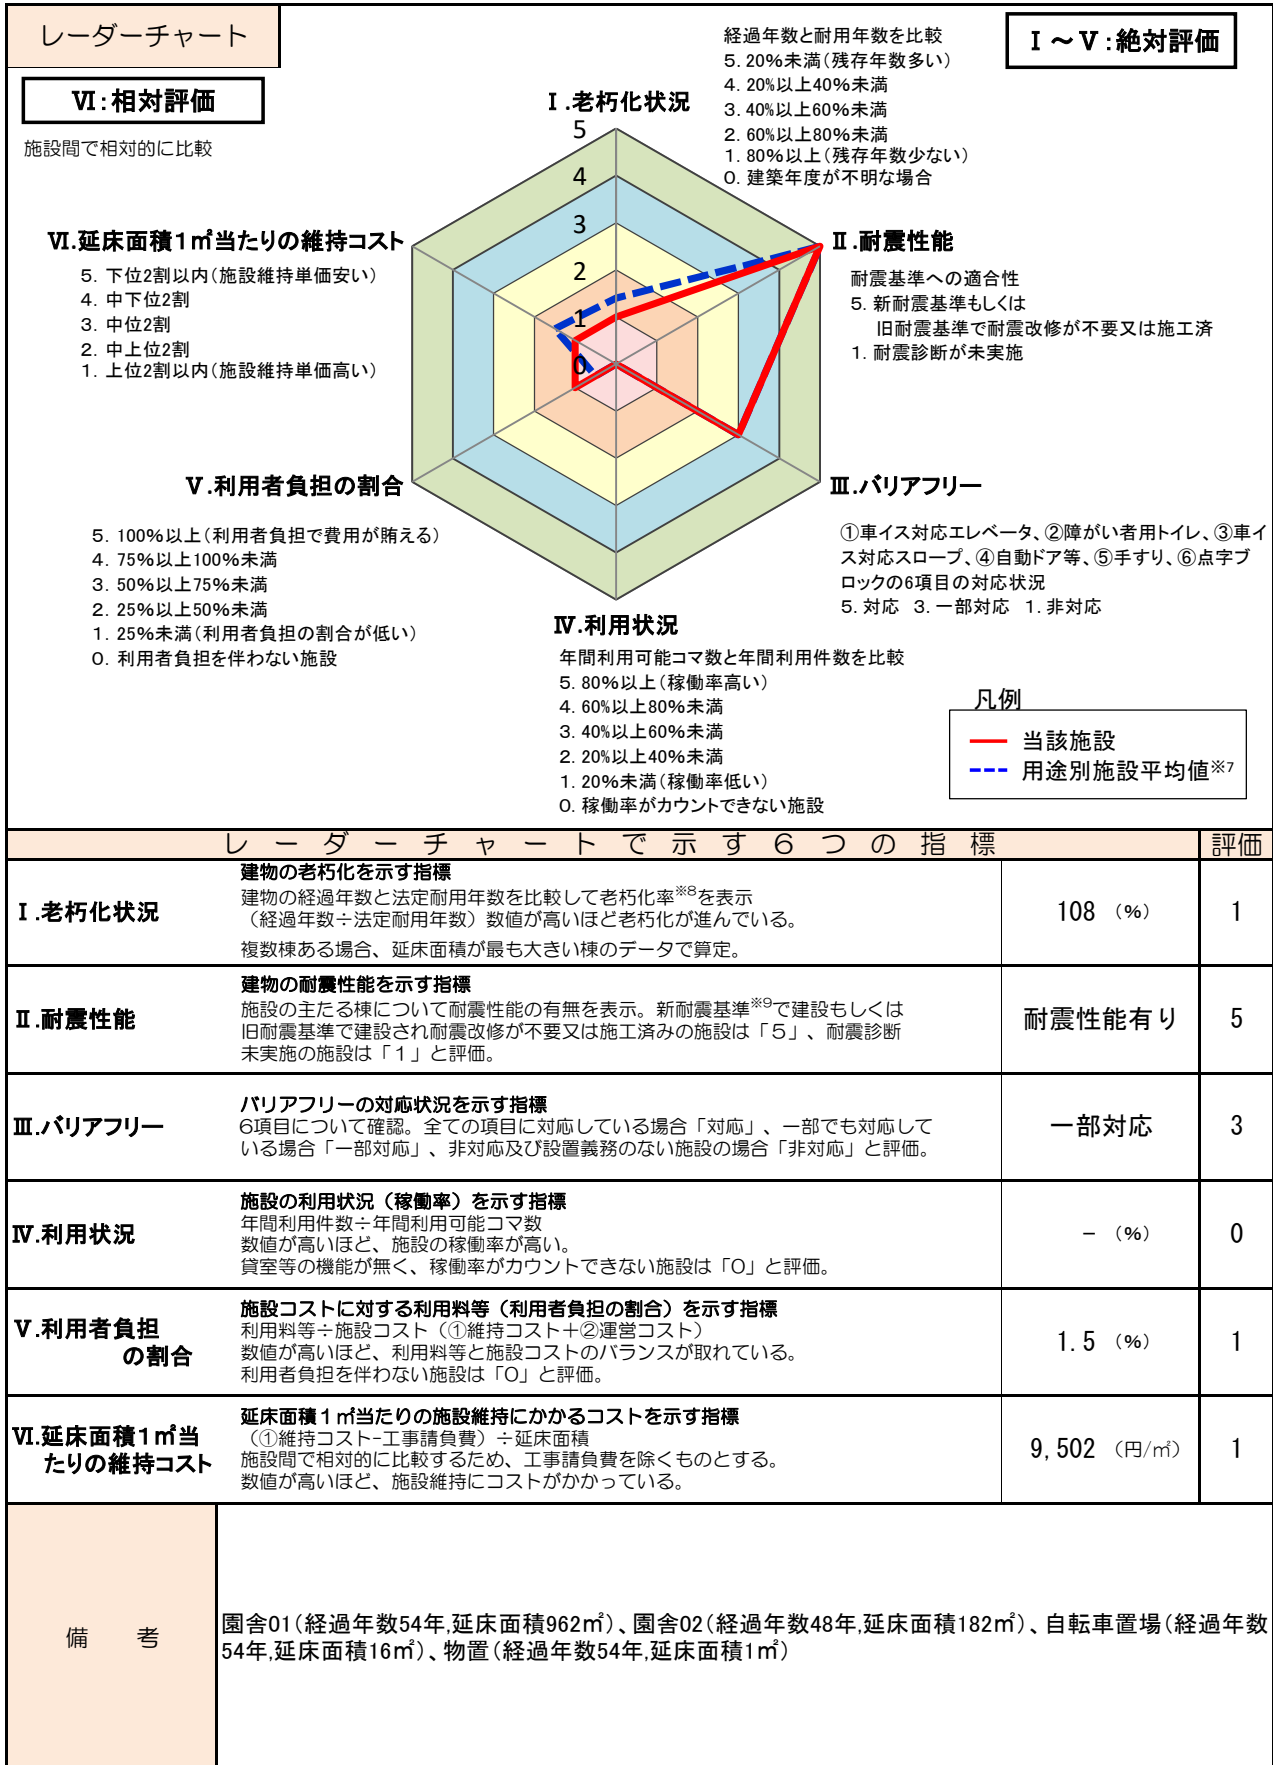 レーダーチャート
Ⅵ:相対評価
施設間で相対的に比較
Ⅰ～Ⅴ:絶対評価
Ⅰ.老朽化状況
経過年数と耐用年数を比較
5. 20%未満(残存年数多い)
4. 20%以上40%未満
3. 40%以上60%未満
2. 60%以上80%未満
1. 80%以上(残存年数少ない)
0. 建築年度が不明な場合
5
4
3
2
1
0
Ⅱ.耐震性能
耐震基準への適合性
5. 新耐震基準もしくは
旧耐震基準で耐震改修が不要又は施工済
1. 耐震診断が未実施
Ⅵ.延床面積1㎡当たりの維持コスト
5. 下位2割以内(施設維持単価安い)
4. 中下位2割
3. 中位2割
2. 中上位2割
1. 上位2割以内(施設維持単価高い)
Ⅴ.利用者負担の割合
5. 100%以上(利用者負担で費用が賄える)
4. 75%以上100%未満
3. 50%以上75%未満
2. 25%以上50%未満
1. 25%未満(利用者負担の割合が低い)
0. 利用者負担を伴わない施設
Ⅲ.バリアフリー
①車イス対応エレベータ、②障がい者用トイレ、③車イ
ス対応スロープ、④自動ドア等、⑤手すり、⑥点字ブ
ロックの6項目の対応状況
5. 対応 3. 一部対応 1. 非対応
Ⅳ.利用状況
年間利用可能コマ数と年間利用件数を比較
5. 80%以上(稼働率高い)
4. 60%以上80%未満
3. 40%以上60%未満
2. 20%以上40%未満
1. 20%未満(稼働率低い)
0. 稼働率がカウントできない施設
凡例
当該施設
用途別施設平均値※7
レーダーチャートで示す6つの指標 評価
Ⅰ.老朽化状況
建物の老朽化を示す指標
建物の経過年数と法定耐用年数を比較して老朽化率※8を表示
（経過年数÷法定耐用年数）数値が高いほど老朽化が進んでいる。
複数棟ある場合、延床面積が最も大きい棟のデータで算定。
108 (%) 1
Ⅱ.耐震性能
建物の耐震性能を示す指標
施設の主たる棟について耐震性能の有無を表示。新耐震基準※9で建設もしくは
旧耐震基準で建設され耐震改修が不要又は施工済みの施設は「5」、耐震診断
未実施の施設は「1」と評価。
耐震性能有り 5
Ⅲ.バリアフリー
バリアフリーの対応状況を示す指標
6項目について確認。全ての項目に対応している場合「対応」、一部でも対応して
いる場合「一部対応」、非対応及び設置義務のない施設の場合「非対応」と評価。
一部対応 3
Ⅳ.利用状況
施設の利用状況（稼働率）を示す指標
年間利用件数÷年間利用可能コマ数
数値が高いほど、施設の稼働率が高い。
貸室等の機能が無く、稼働率がカウントできない施設は「0」と評価。
- (%) 0
Ⅴ.利用者負担
の割合
施設コストに対する利用料等（利用者負担の割合）を示す指標
利用料等÷施設コスト（①維持コスト+②運営コスト）
数値が高いほど、利用料等と施設コストのバランスが取れている。
利用者負担を伴わない施設は「0」と評価。
1.5 (%) 1
Ⅵ.延床面積1㎡当
たりの維持コスト
延床面積1㎡当たりの施設維持にかかるコストを示す指標
（①維持コスト-工事請負費）÷延床面積
施設間で相対的に比較するため、工事請負費を除くものとする。
数値が高いほど、施設維持にコストがかかっている。
9,502 (円/㎡) 1
備 考
園舎01(経過年数54年,延床面積962㎡)、園舎02(経過年数48年,延床面積182㎡)、自転車置場(経過年数
54年,延床面積16㎡)、物置(経過年数54年,延床面積1㎡)